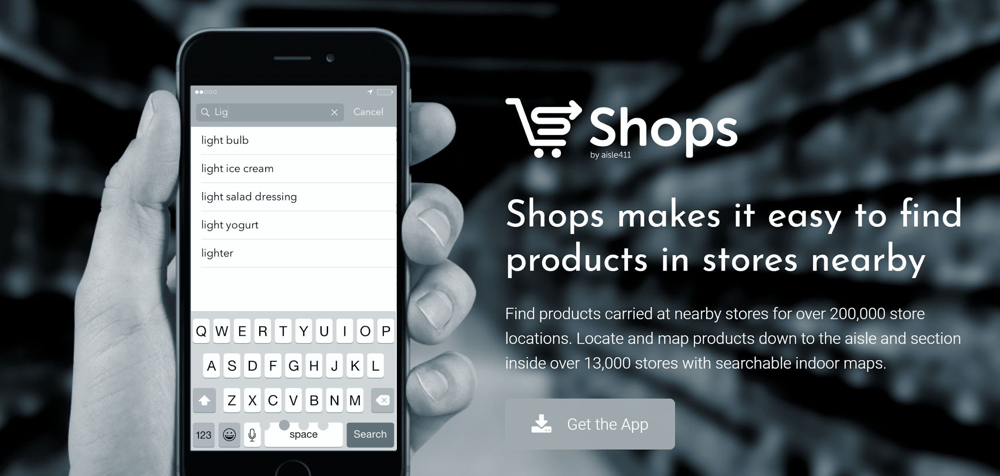 Lig
Cancel
light bulb
light ice cream
light salad dressing
light yogurt
lighter
Q W E R T Y U I O P
A S D F G H J K L
Z X C V B N M
123
space
Search
Shops
by aisle411
Shops makes it easy to find
products in stores nearby
Find products carried at nearby stores for over 200,000 store
locations. Locate and map products down to the aisle and section
inside over 13,000 stores with searchable indoor maps.
Get the App